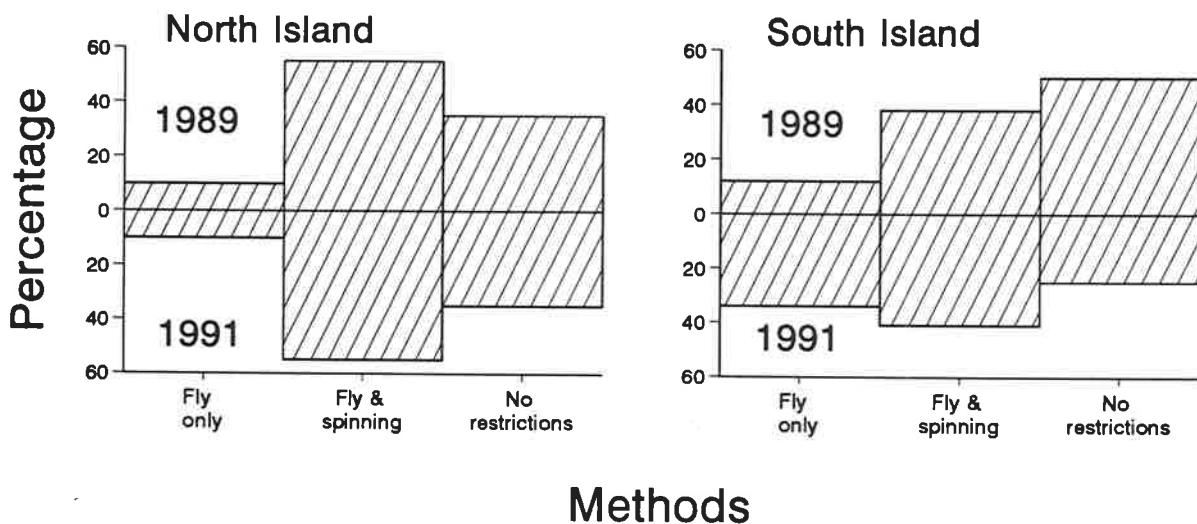 North Island
South Island
Percentage
60
40
20
0
20
40
60
1989
1991
Fly
only
Fly &
spinning
No
restrictions
60
40
20
0
20
40
60
1989
1991
Fly
only
Fly &
spinning
No
restrictions
Methods